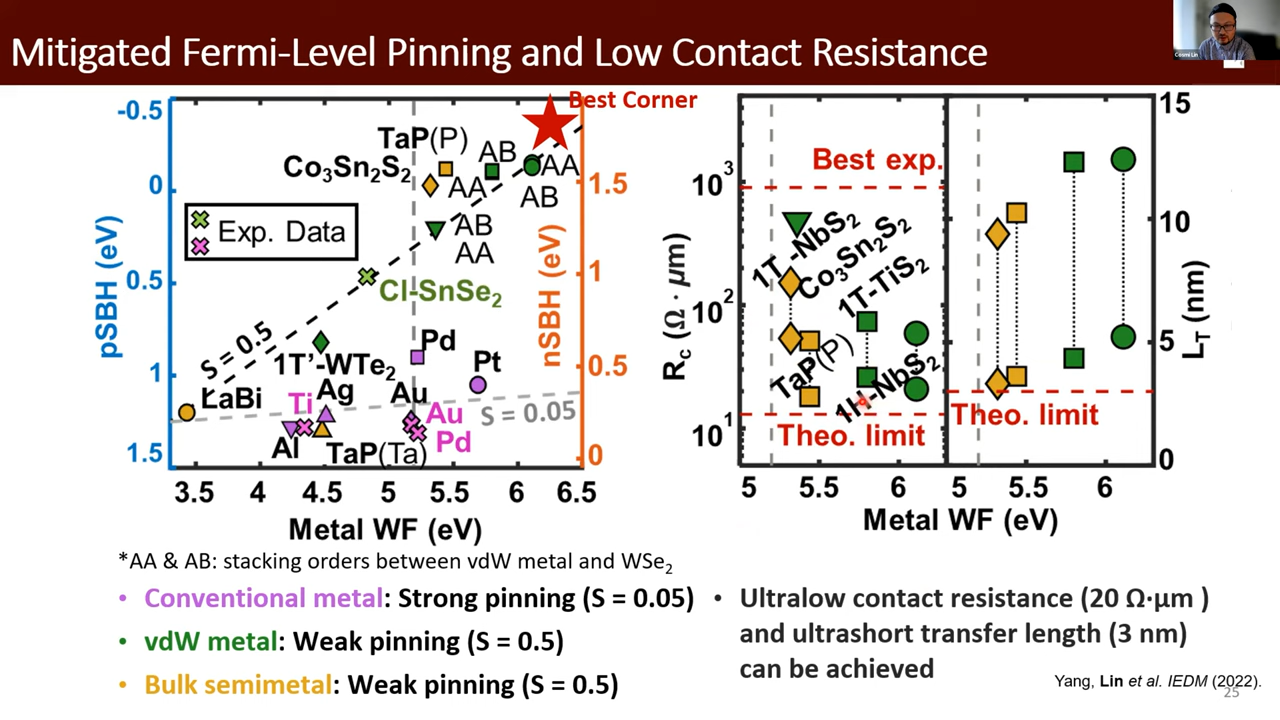 Mitigated Fermi-Level Pinning and Low Contact Resistance
Cosmi Lin
Best Corner
-0.5
0
0.5
1
1.5
pSBH (eV)
TaP(P)
AB
AA
Co₃Sn₂S₂
AA
AB
Exp. Data
AB
AA
Cl-SnSe₂
S = 0.5
1T'-WTe₂
Pd
Pt
LaBi
Ti
Ag
Au
Au
S = 0.05
Al
TaP(Ta)
Pd
1.5
1
0.5
0
nSBH (eV)
3.5 4 4.5 5 5.5 6 6.5
Metal WF (eV)
Best exp.
10³
10²
10¹
R_c (Ω · µm)
1T-NbS₂
Co₃Sn₂S₂
1T-TiS₂
TaP(P)
1H-NbS₂
Theo. limit
Theo. limit
15
10
5
0
L_T (nm)
5 5.5 6 5 5.5 6
Metal WF (eV)
*AA & AB: stacking orders between vdW metal and WSe₂
• Conventional metal: Strong pinning (S = 0.05)
• vdW metal: Weak pinning (S = 0.5)
• Bulk semimetal: Weak pinning (S = 0.5)
• Ultralow contact resistance (20 Ω·µm )
and ultrashort transfer length (3 nm)
can be achieved
Yang, Lin et al. IEDM (2022).
25